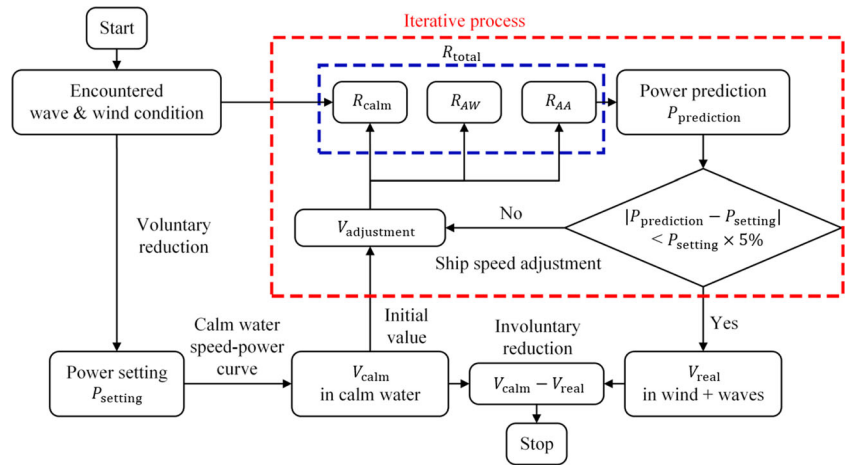 Iterative process
Start
R_total
Encountered
wave & wind condition
R_calm
R_AW
R_AA
Power prediction
P_prediction
Voluntary
reduction
V_adjustment
No
|P_prediction − P_setting|
< P_setting × 5%
Ship speed adjustment
Calm water
speed-power
curve
Initial
value
Involuntary
reduction
Yes
Power setting
P_setting
V_calm
in calm water
V_calm − V_real
V_real
in wind + waves
Stop